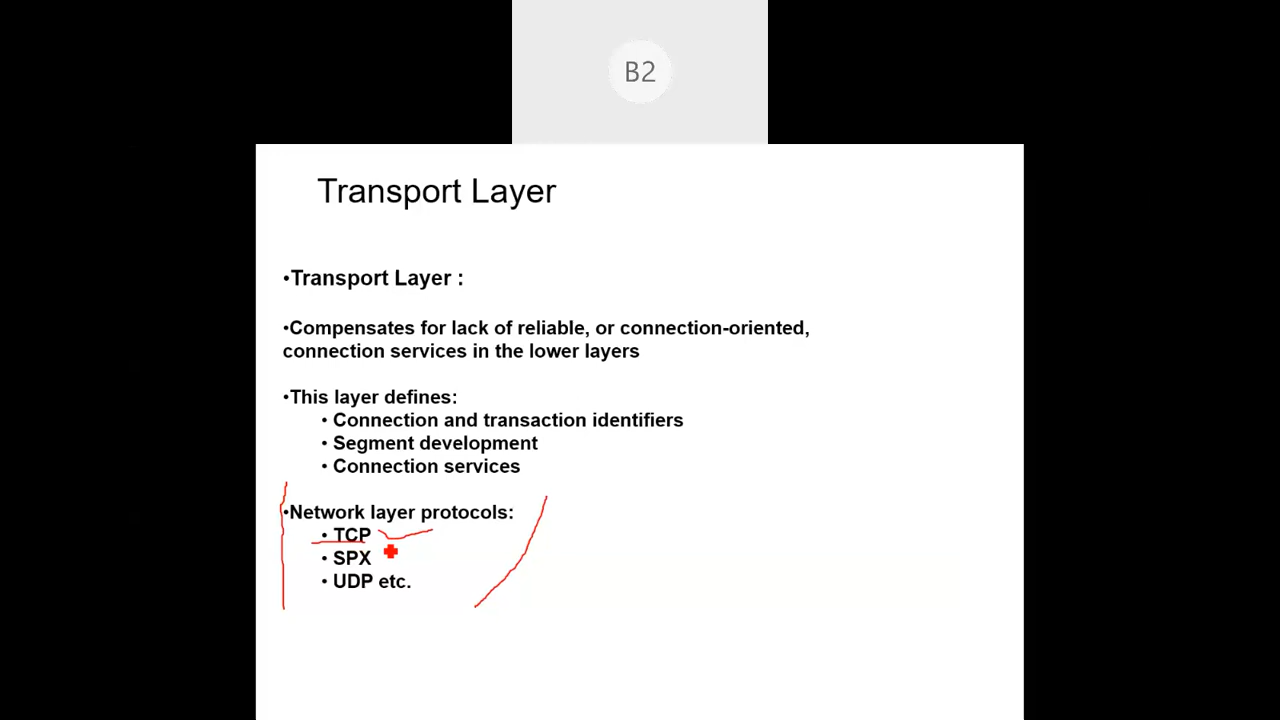 B2
Transport Layer
•Transport Layer :
•Compensates for lack of reliable, or connection-oriented,
connection services in the lower layers
•This layer defines:
• Connection and transaction identifiers
• Segment development
• Connection services
•Network layer protocols:
• TCP
• SPX
• UDP etc.